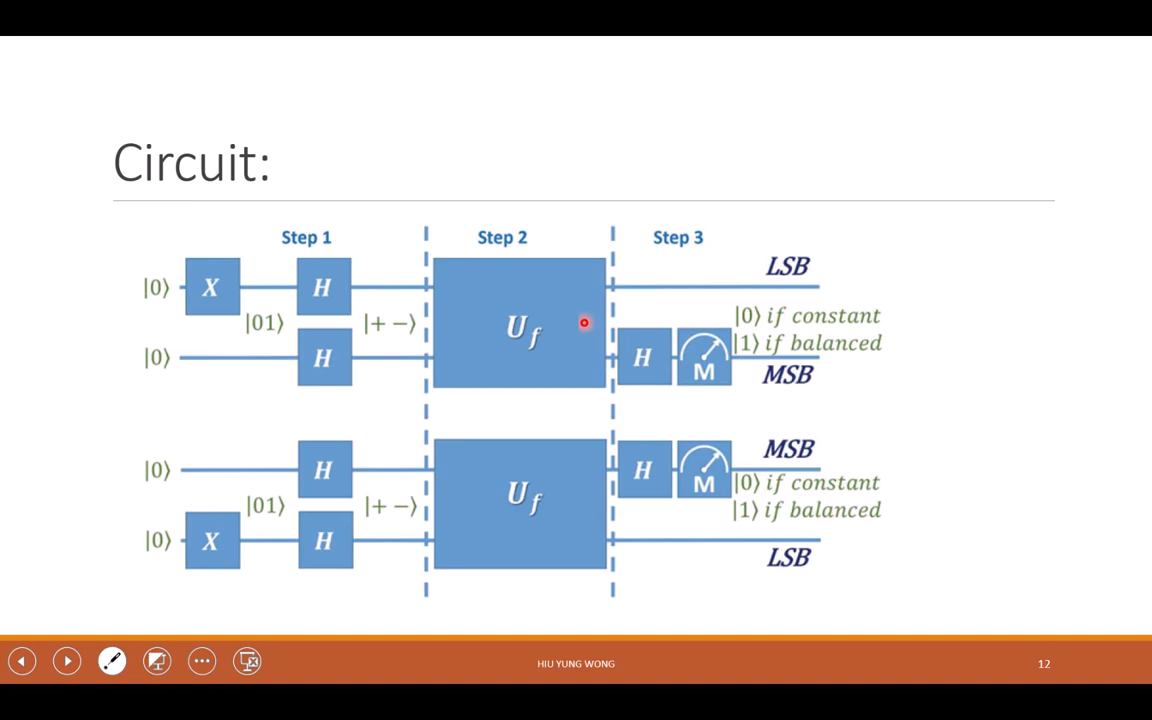 Circuit:
Step 1 Step 2 Step 3
LSB
|0⟩ X H
|01⟩ |+ −⟩ U_f |0⟩ if constant
|1⟩ if balanced
|0⟩ H H M
MSB
MSB
|0⟩ H H M
|0⟩ if constant
|01⟩ |+ −⟩ U_f |1⟩ if balanced
|0⟩ X H
LSB
HIU YUNG WONG 12